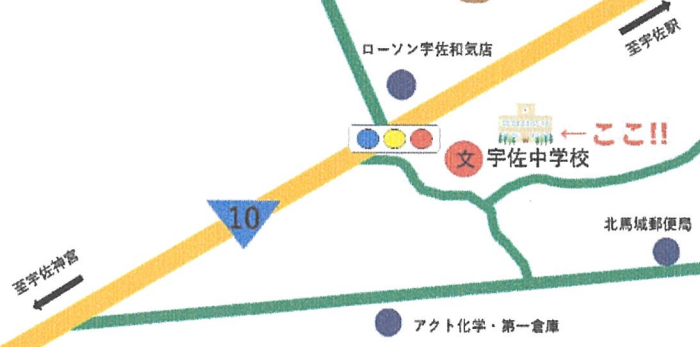 ローソン宇佐和気店
至宇佐駅
←ここ!!
文
宇佐中学校
10
北馬城郵便局
至宇佐神宮
アクト化学・第一倉庫